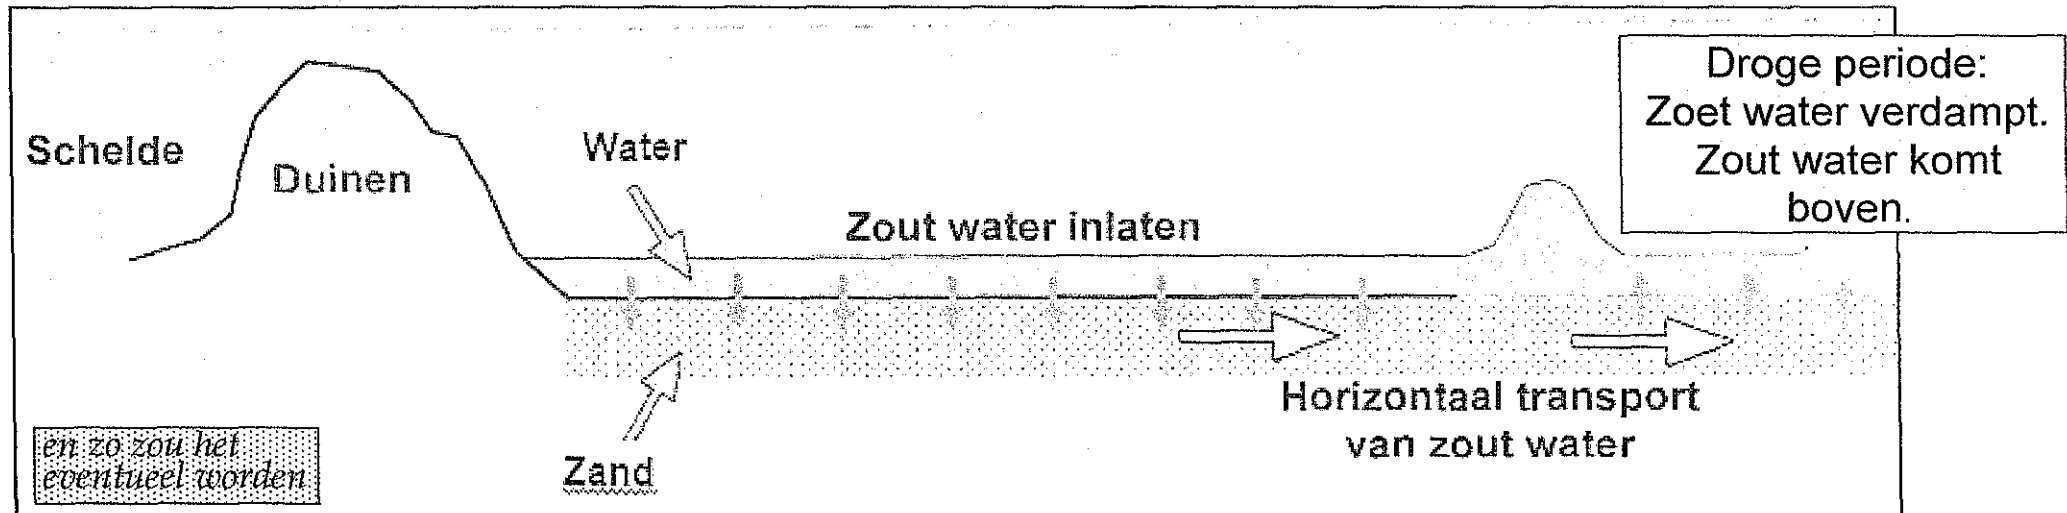 Droge periode:
Zoet water verdampt.
Zout water komt
boven.
Schelde
Duinen
Water
Zout water inlaten
Horizontaal transport
van zout water
Zand
en zo zou het
eventueel worden